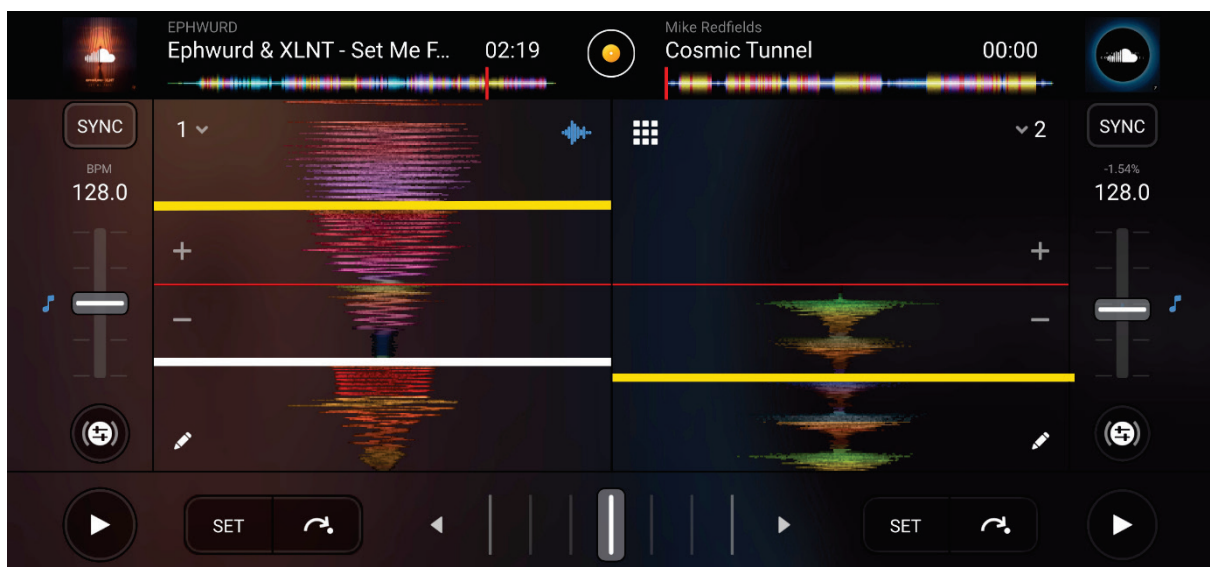 EPHWURD
Ephwurd & XLNT - Set Me F... 02:19
Mike Redfields
Cosmic Tunnel 00:00
SYNC
1
2
SYNC
BPM
128.0
-1.54%
128.0
SET
SET